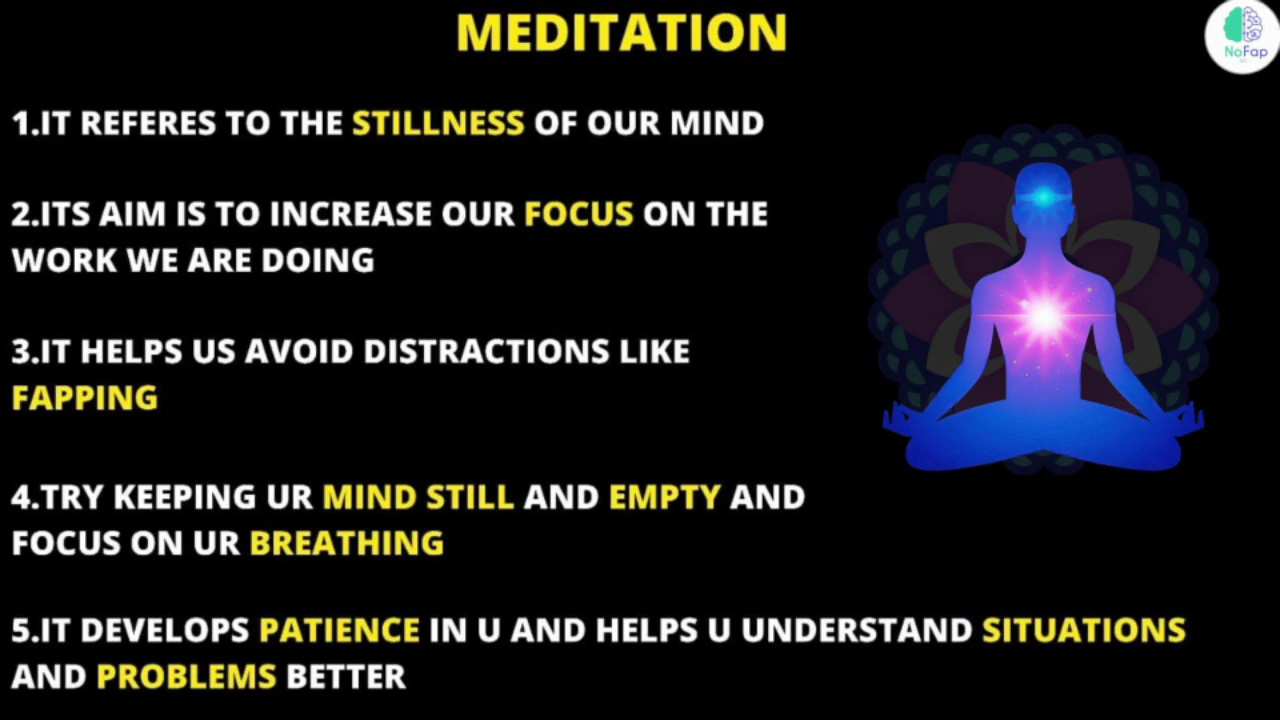 MEDITATION
NoFap
1.IT REFERES TO THE STILLNESS OF OUR MIND
2.ITS AIM IS TO INCREASE OUR FOCUS ON THE
WORK WE ARE DOING
3.IT HELPS US AVOID DISTRACTIONS LIKE
FAPPING
4.TRY KEEPING UR MIND STILL AND EMPTY AND
FOCUS ON UR BREATHING
5.IT DEVELOPS PATIENCE IN U AND HELPS U UNDERSTAND SITUATIONS
AND PROBLEMS BETTER